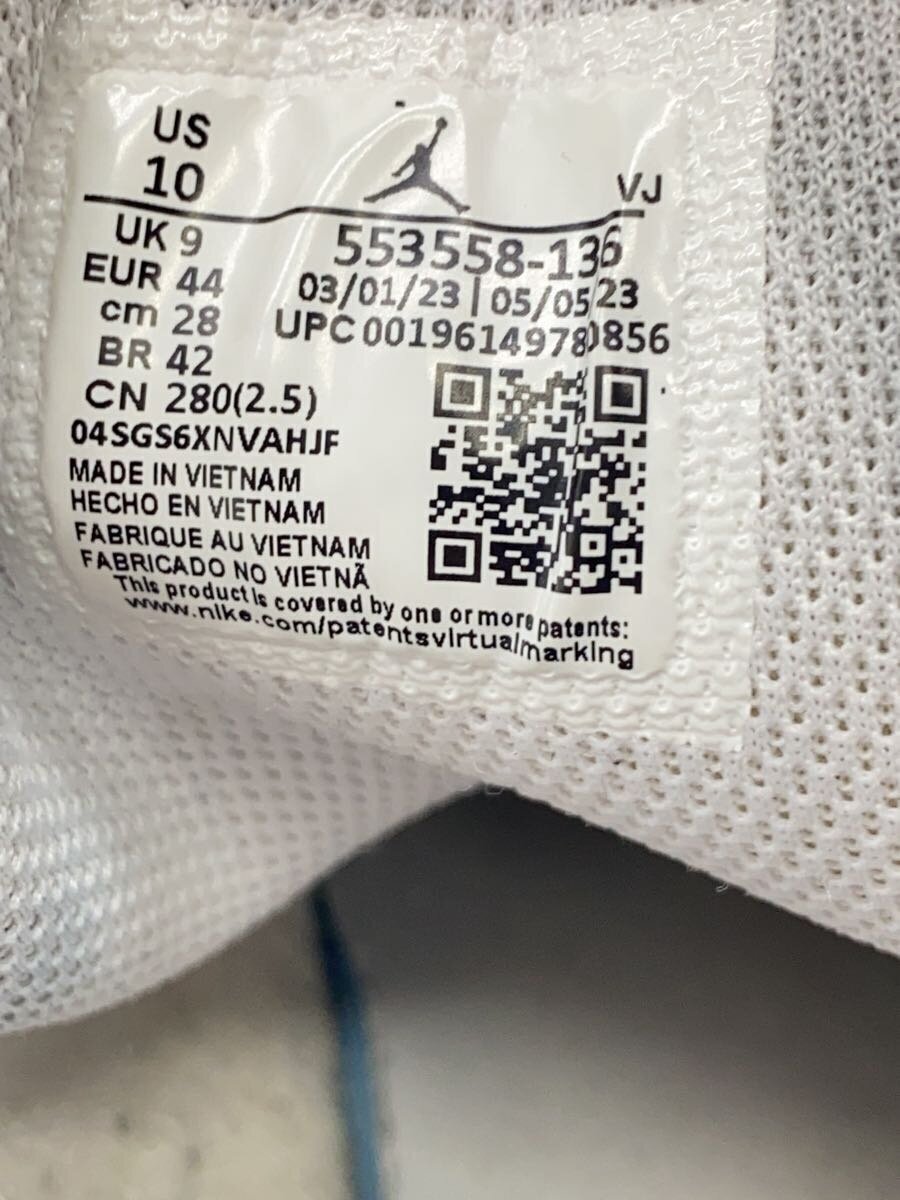 US
10
VJ
UK 9
EUR 44
cm 28
BR 42
CN 280(2.5)
553558-136
03/01/23 | 05/05/23
UPC 00196149780856
04SGS6XNVAHJF
MADE IN VIETNAM
HECHO EN VIETNAM
FABRIQUE AU VIETNAM
FABRICADO NO VIETNÃ
This product is covered by one or more patents:
www.nike.com/patentsvirtualmarking